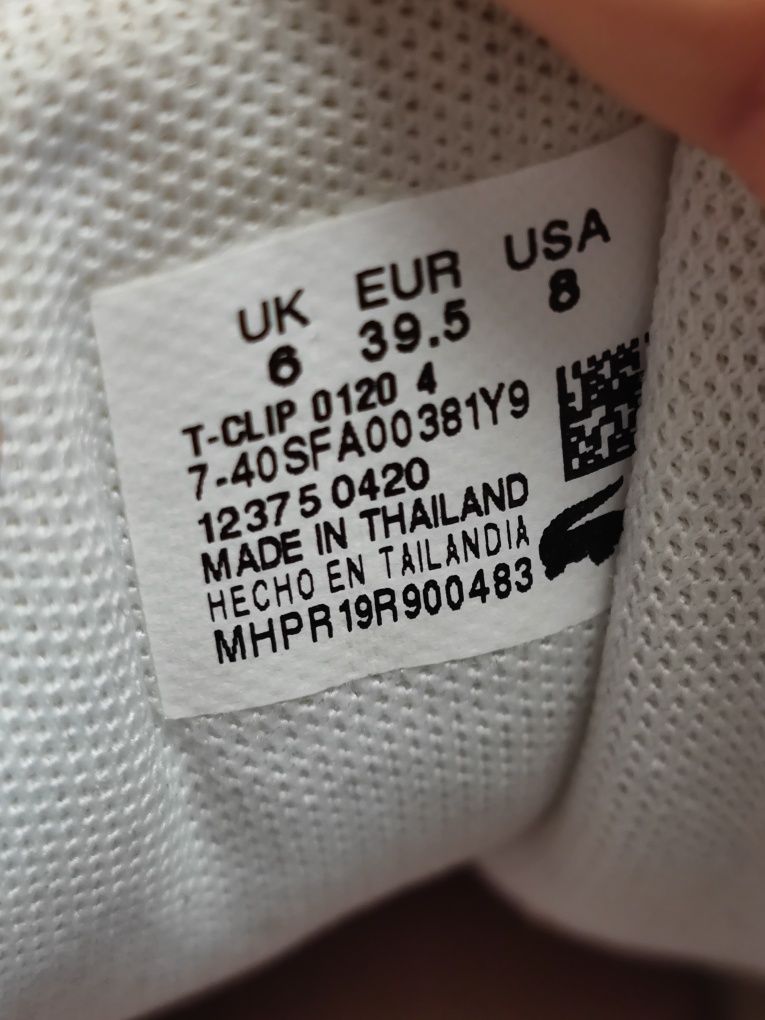 UK EUR USA
6 39.5 8
T-CLIP 0120 4
7-40SFA00381Y9
12375 0420
MADE IN THAILAND
HECHO EN TAILANDIA
MHPR19R900483